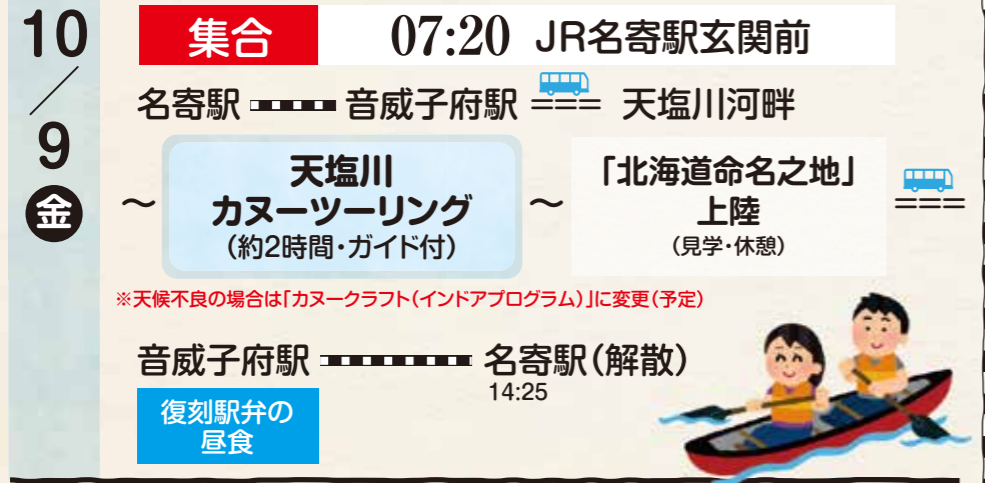 10／9 金
集合 07:20 JR名寄駅玄関前
名寄駅 音威子府駅 === 天塩川河畔
～ 天塩川
カヌーツーリング
（約2時間・ガイド付）
～ 「北海道命名之地」
上陸
（見学・休憩）
===
※天候不良の場合は「カヌークラフト（インドアプログラム）」に変更（予定）
音威子府駅 名寄駅（解散）
14:25
復刻駅弁の
昼食